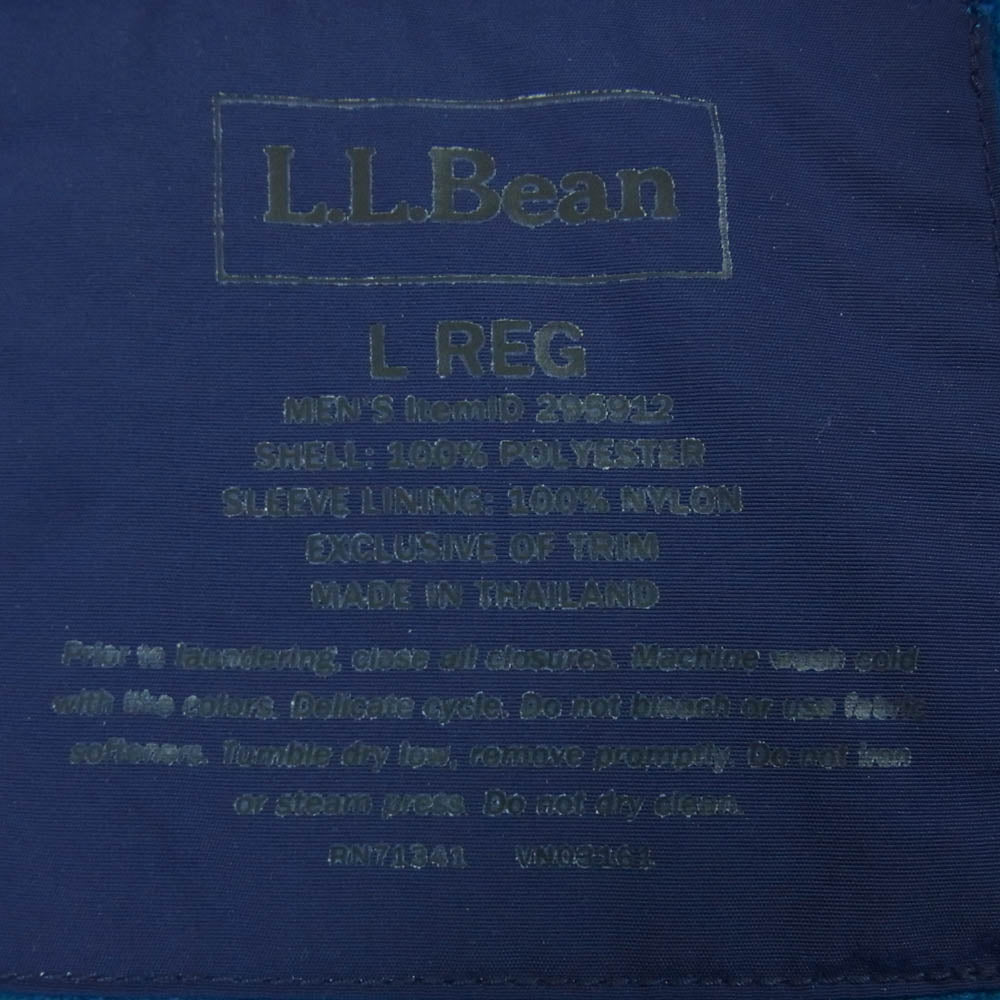 L.L.Bean
L REG
MEN'S ItemID 295912
SHELL: 100% POLYESTER
SLEEVE LINING: 100% NYLON
EXCLUSIVE OF TRIM
MADE IN THAILAND
Prior to laundering, close all closures. Machine wash cold
with like colors. Delicate cycle. Do not bleach or use fabric
softeners. Tumble dry low, remove promptly. Do not iron
or steam press. Do not dry clean.
RN71341